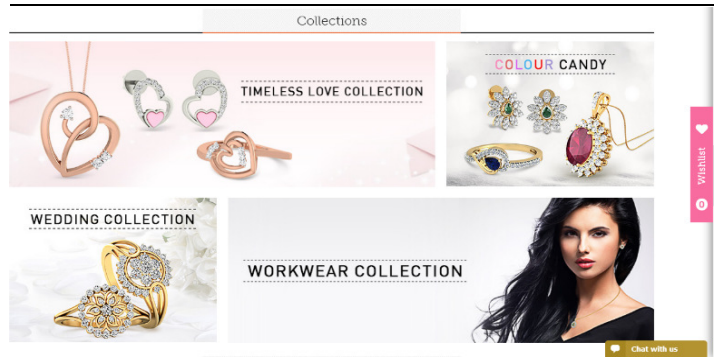 Collections
TIMELESS LOVE COLLECTION
COLOUR CANDY
Wishlist
0
WEDDING COLLECTION
WORKWEAR COLLECTION
Chat with us